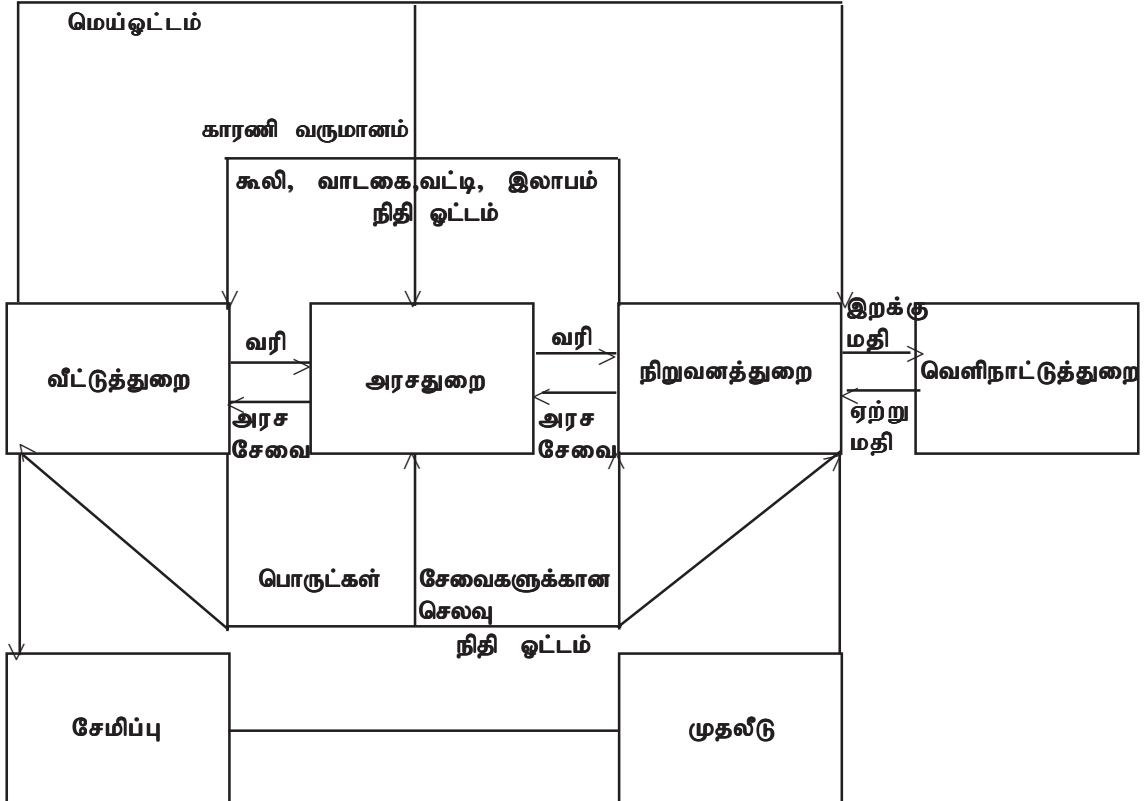 மெய்ஓட்டம்
காரணி வருமானம்
கூலி, வாடகை,வட்டி, இலாபம்
நிதி ஓட்டம்
வரி
அரச
சேவை
வரி
அரச
சேவை
இறக்கு
மதி
ஏற்று
மதி
வீட்டுத்துறை
அரசதுறை
நிறுவனத்துறை
வெளிநாட்டுத்துறை
பொருட்கள்
சேவைகளுக்கான
செலவு
நிதி ஓட்டம்
சேமிப்பு
முதலீடு